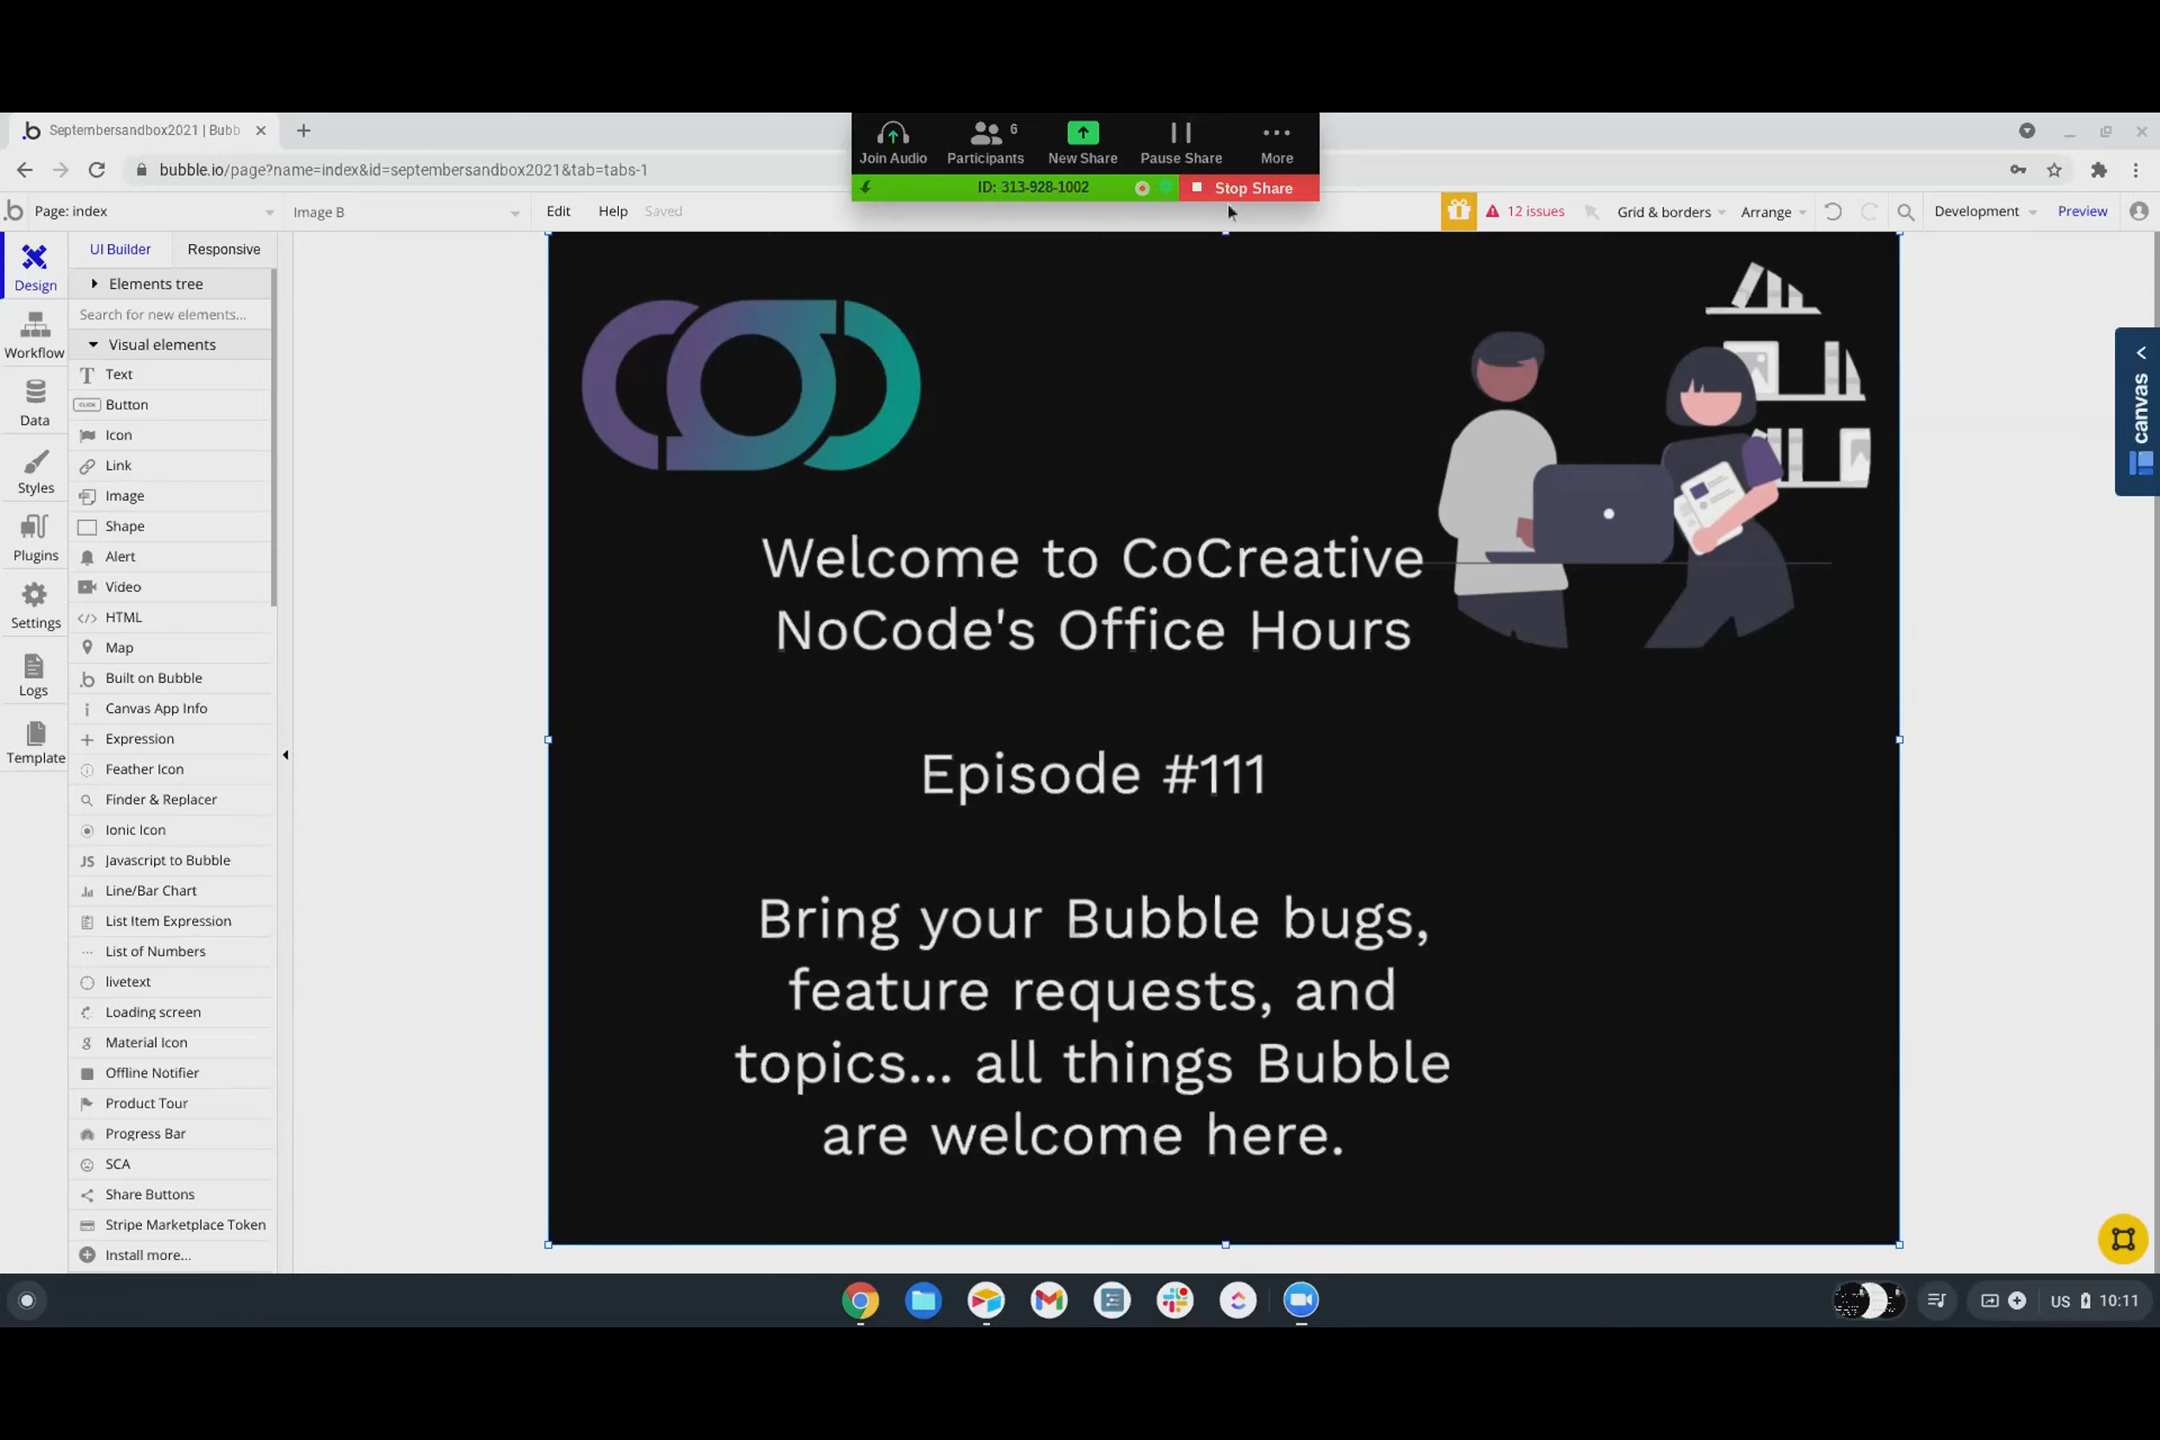 Septembersandbox2021 | Bubb
Join Audio
Participants
6
New Share
Pause Share
More
bubble.io/page?name=index&id=septembersandbox2021&tab=tabs-1
ID: 313-928-1002
Stop Share
Page: index
Image B
Edit
Help
Saved
12 issues
Grid & borders
Arrange
Development
Preview
Design
Workflow
Data
Styles
Plugins
Settings
Logs
Template
UI Builder
Responsive
Elements tree
Search for new elements...
Visual elements
Text
CLICK
Button
Icon
Link
Image
Shape
Alert
Video
HTML
Map
Built on Bubble
Canvas App Info
Expression
Feather Icon
Finder & Replacer
Ionic Icon
JS Javascript to Bubble
Line/Bar Chart
List Item Expression
List of Numbers
livetext
Loading screen
Material Icon
Offline Notifier
Product Tour
Progress Bar
SCA
Share Buttons
Stripe Marketplace Token
Install more...
Welcome to CoCreative
NoCode's Office Hours
Episode #111
Bring your Bubble bugs,
feature requests, and
topics... all things Bubble
are welcome here.
canvas
US
10:11